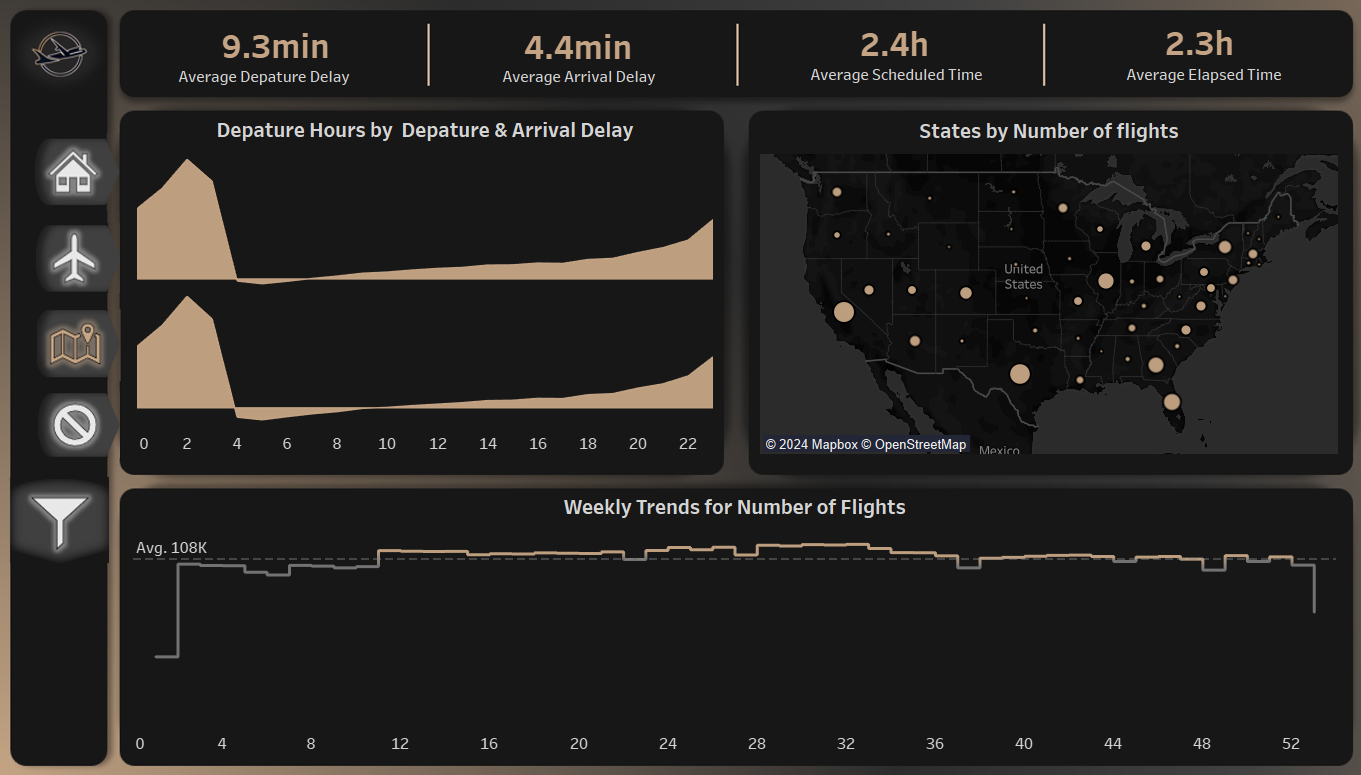 9.3min
Average Depature Delay
4.4min
Average Arrival Delay
2.4h
Average Scheduled Time
2.3h
Average Elapsed Time
Depature Hours by  Depature & Arrival Delay
0 2 4 6 8 10 12 14 16 18 20 22
States by Number of flights
United
States
Mexico
© 2024 Mapbox © OpenStreetMap
Weekly Trends for Number of Flights
Avg. 108K
0 4 8 12 16 20 24 28 32 36 40 44 48 52